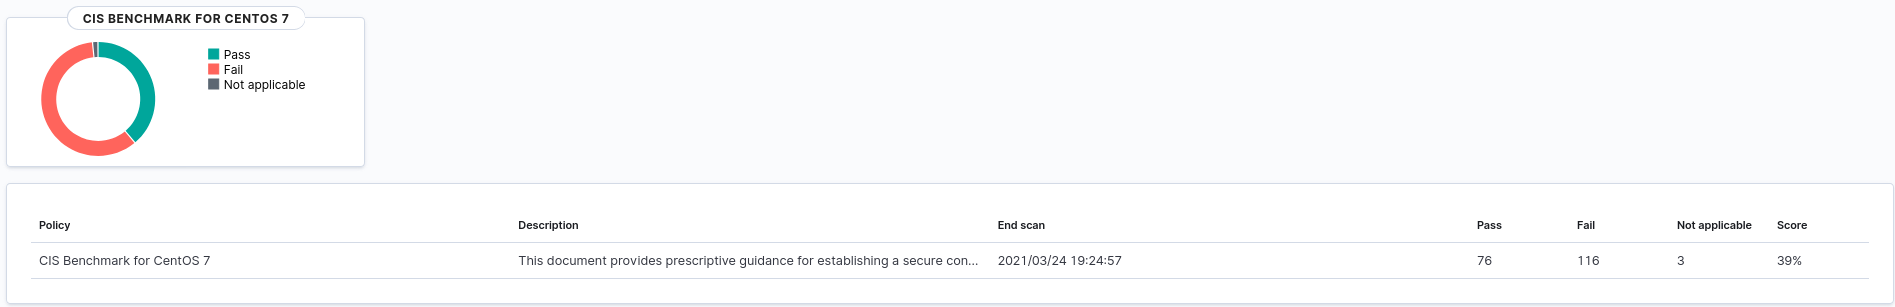 CIS BENCHMARK FOR CENTOS 7
Pass
Fail
Not applicable
Policy Description End scan Pass Fail Not applicable Score
CIS Benchmark for CentOS 7 This document provides prescriptive guidance for establishing a secure con... 2021/03/24 19:24:57 76 116 3 39%